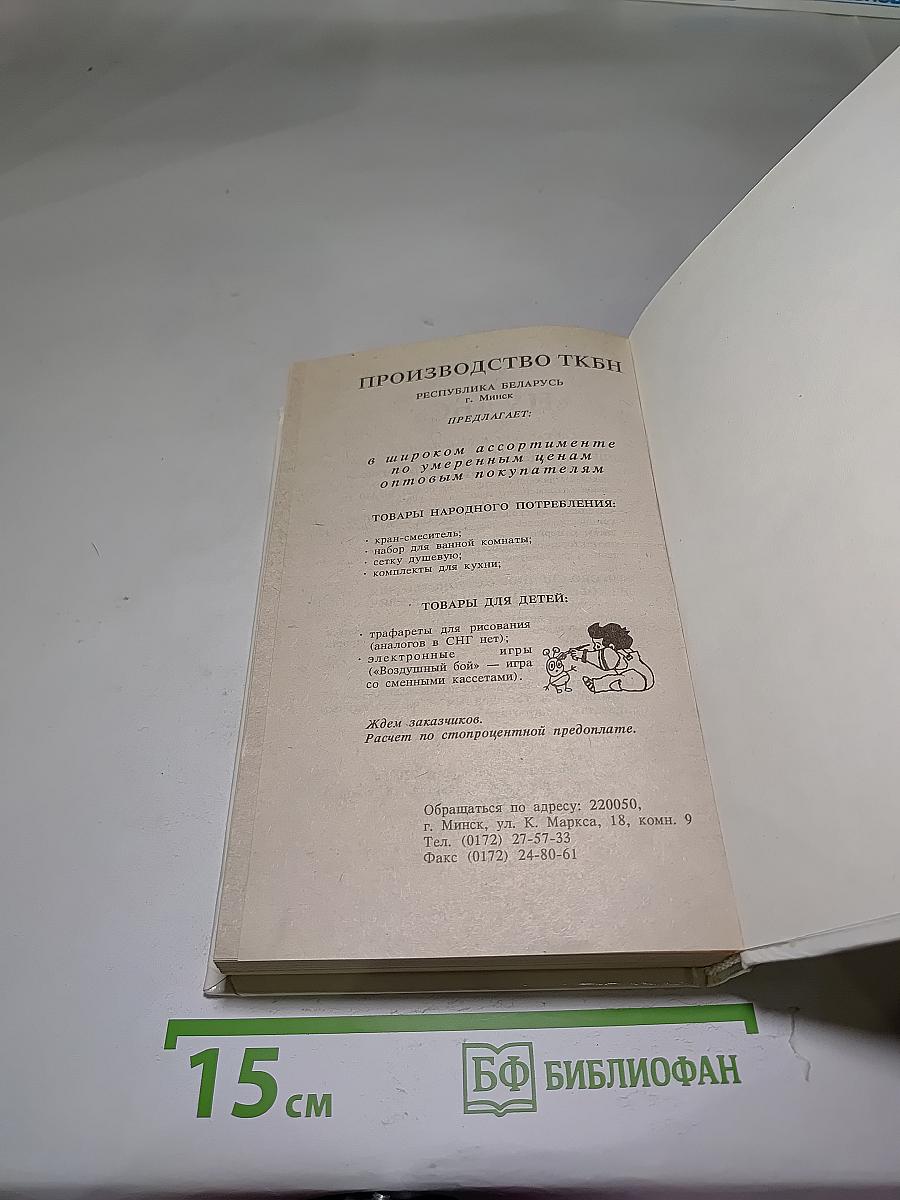 ПРОИЗВОДСТВО ТКБН
РЕСПУБЛИКА БЕЛАРУСЬ
г. Минск
ПРЕДЛАГАЕТ:
в широком ассортименте
по умеренным ценам
оптовым покупателям
ТОВАРЫ НАРОДНОГО ПОТРЕБЛЕНИЯ:
· кран-смеситель;
· набор для ванной комнаты;
· сетку душевую;
· комплекты для кухни;
ТОВАРЫ ДЛЯ ДЕТЕЙ:
· трафареты для рисования
(аналогов в СНГ нет);
· электронные игры
(«Воздушный бой» — игра
со сменными кассетами).
Ждем заказчиков.
Расчет по стопроцентной предоплате.
Обращаться по адресу: 220050,
г. Минск, ул. К. Маркса, 18, комн. 9
Тел. (0172) 27-57-33
Факс (0172) 24-80-61
15 см
БФ БИБЛИОФАН